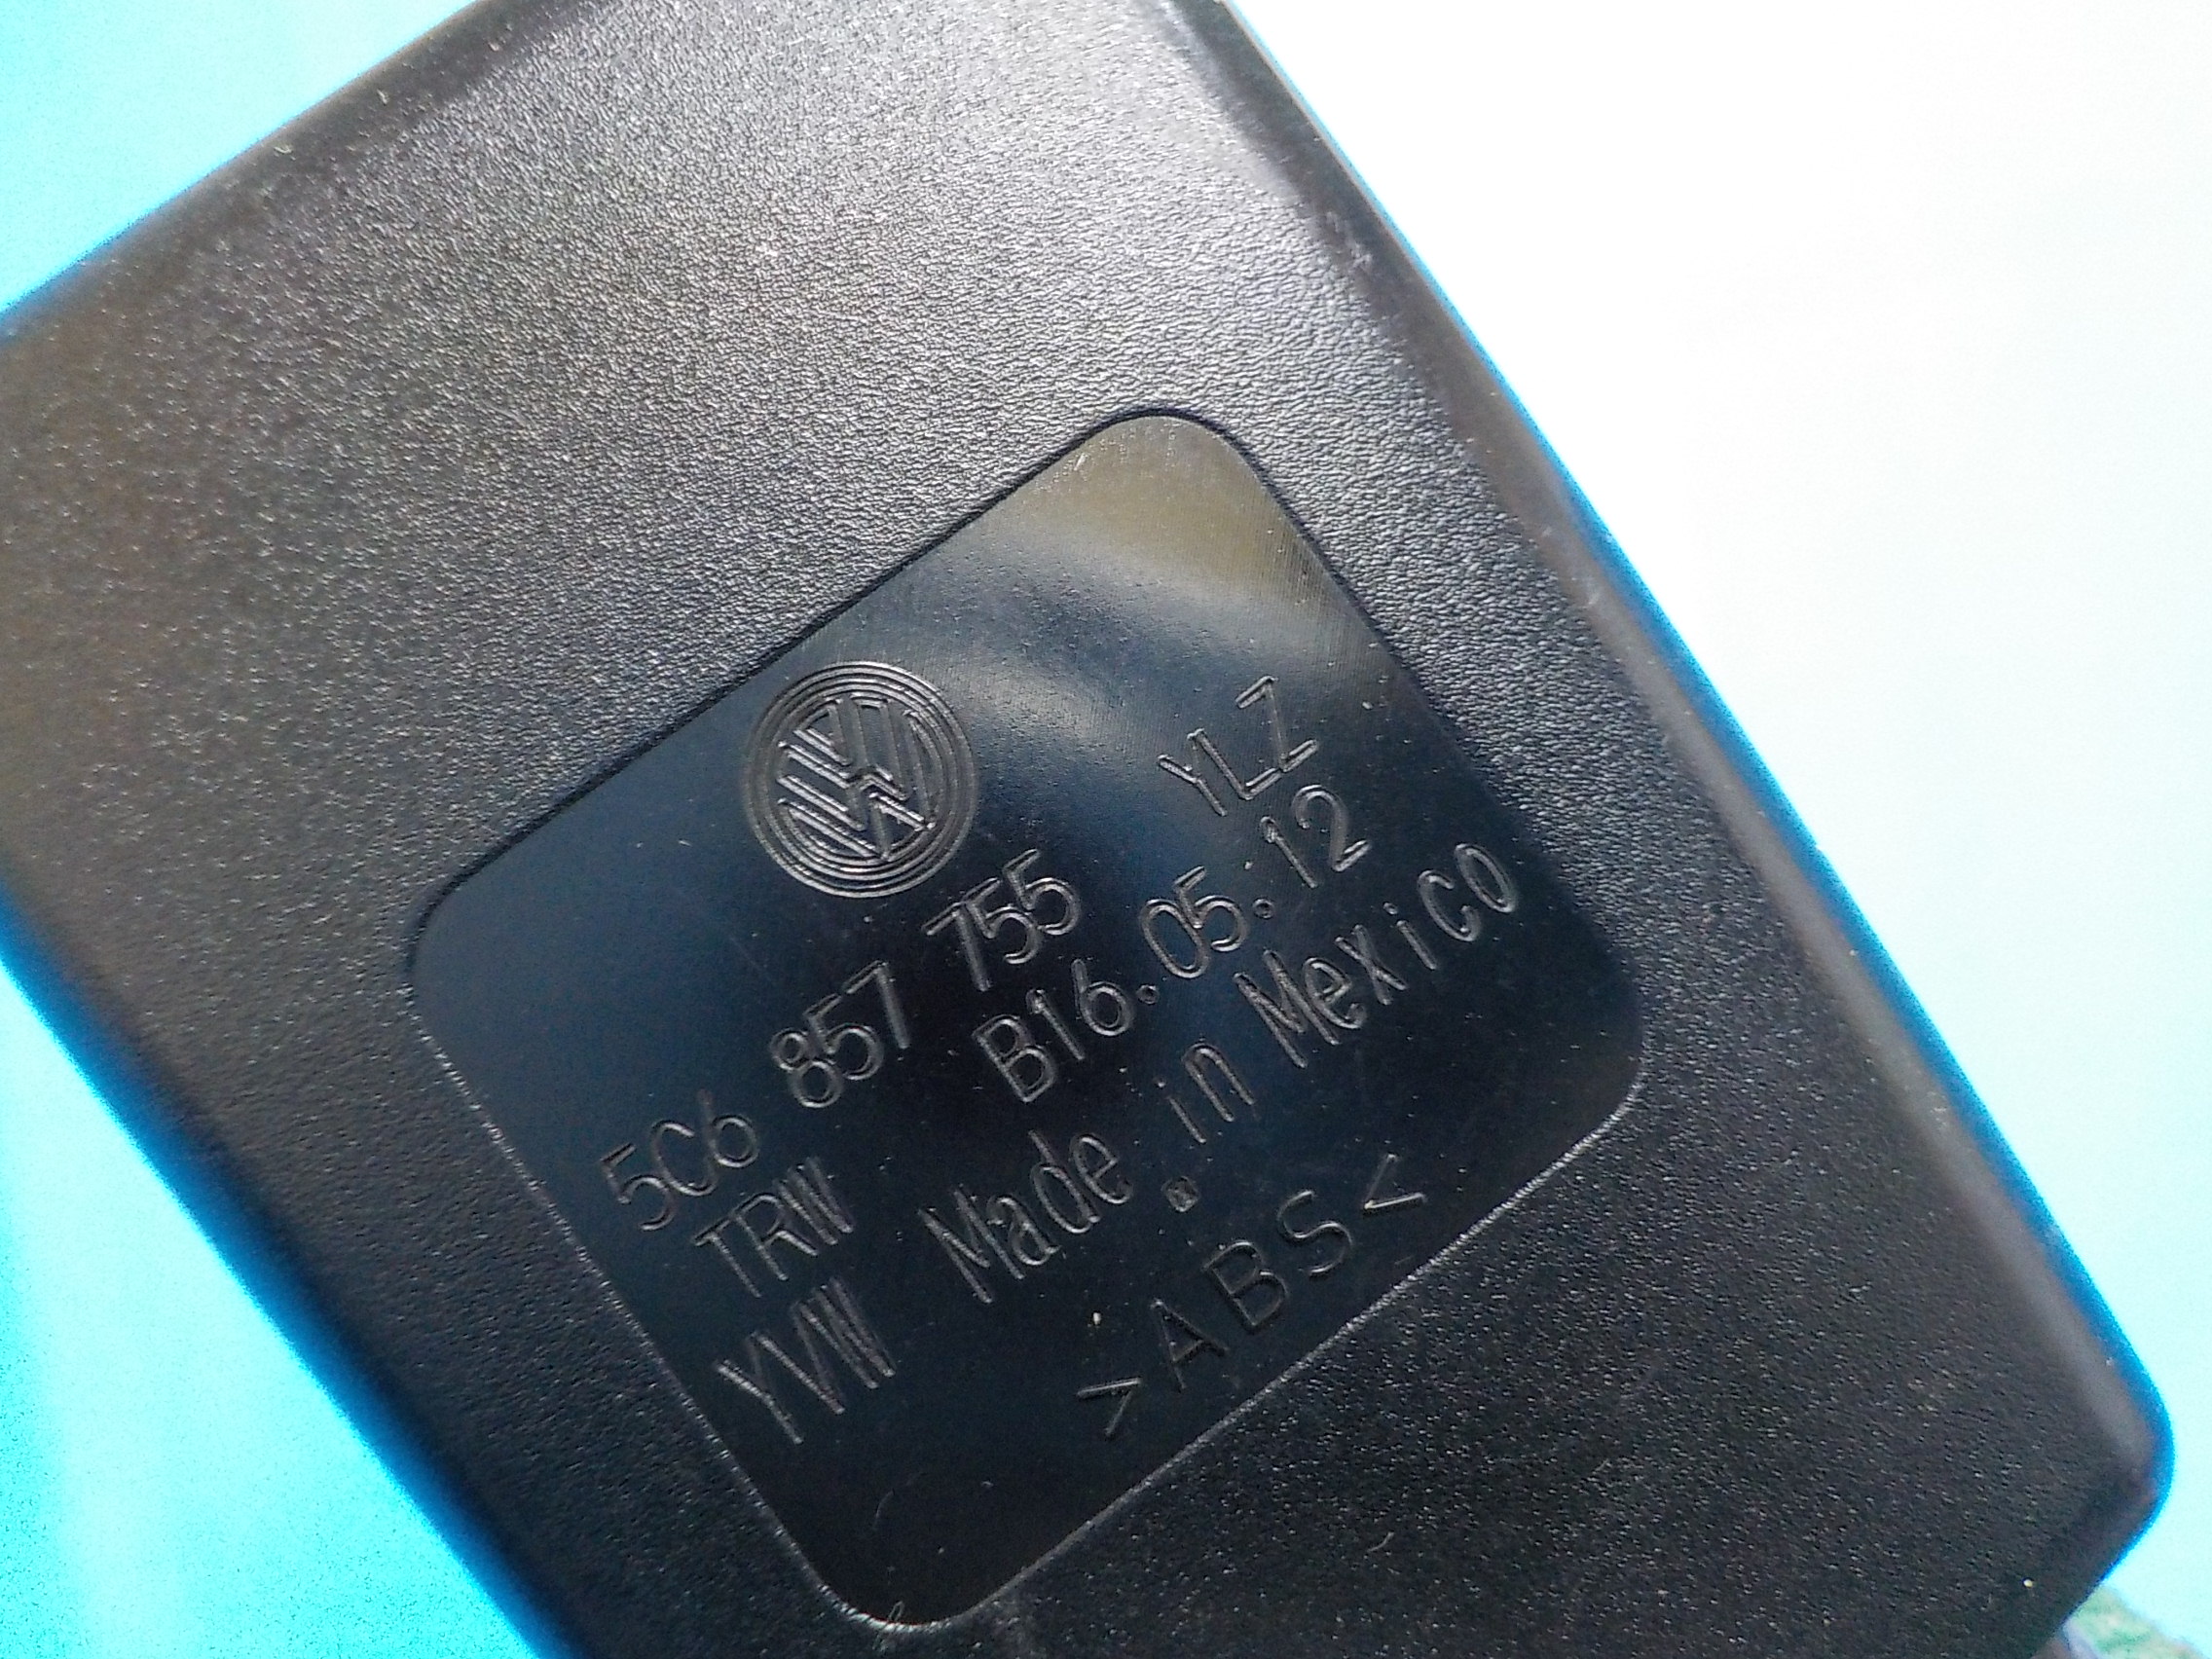 YLZ
5C6 857 755
TRW B16.05.12
YVW Made in Mexico
>ABS<